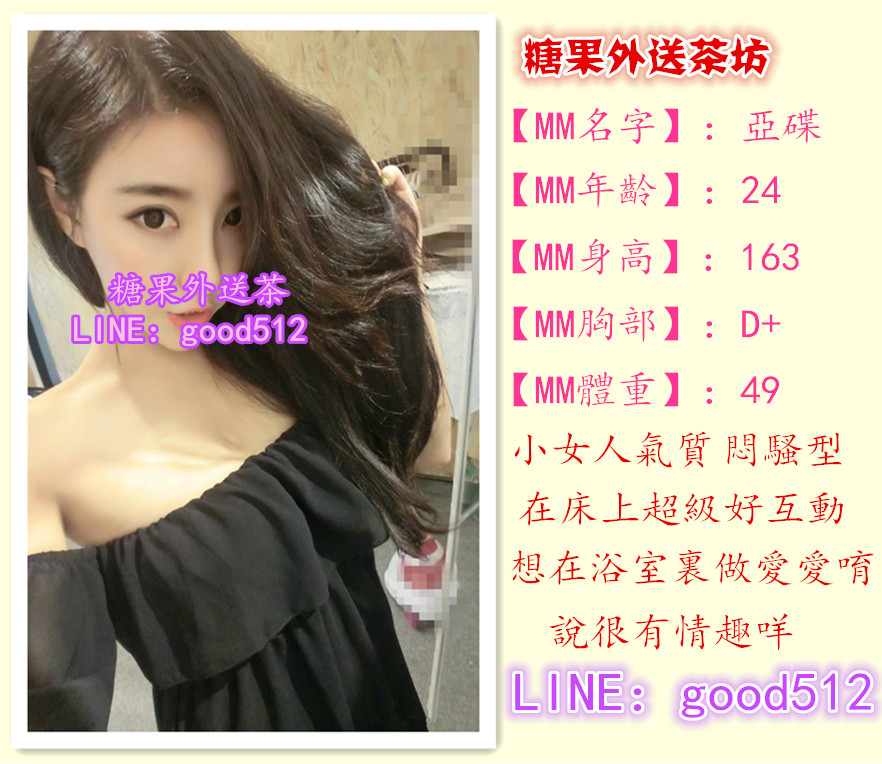 糖果外送茶坊
【MM名字】：亞碟
【MM年齡】：24
【MM身高】：163
【MM胸部】：D+
【MM體重】：49
小女人氣質 悶騷型
在床上超級好互動
想在浴室裏做愛愛唷
說很有情趣咩
LINE: good512
糖果外送茶
LINE: good512